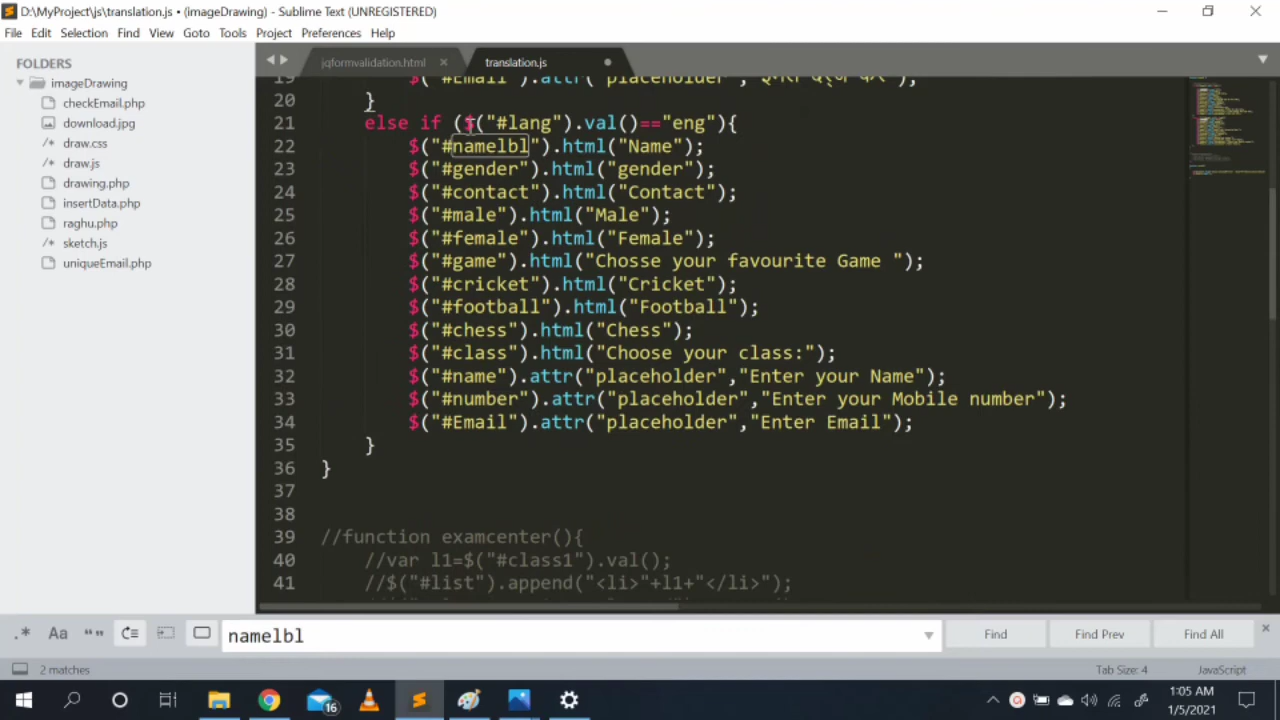 D:\MyProject\js\translation.js • (imageDrawing) - Sublime Text (UNREGISTERED)
File Edit Selection Find View Goto Tools Project Preferences Help
FOLDERS
imageDrawing
checkEmail.php
download.jpg
draw.css
draw.js
drawing.php
insertData.php
raghu.php
sketch.js
uniqueEmail.php
jqformvalidation.html translation.js
19 $("#Email").attr("placeholder","
20 }
21 else if ($("#lang").val()=="eng"){
22 $("#namelbl").html("Name");
23 $("#gender").html("gender");
24 $("#contact").html("Contact");
25 $("#male").html("Male");
26 $("#female").html("Female");
27 $("#game").html("Chosse your favourite Game ");
28 $("#cricket").html("Cricket");
29 $("#football").html("Football");
30 $("#chess").html("Chess");
31 $("#class").html("Choose your class:");
32 $("#name").attr("placeholder","Enter your Name");
33 $("#number").attr("placeholder","Enter your Mobile number");
34 $("#Email").attr("placeholder","Enter Email");
35 }
36 }
37
38
39 //function examcenter(){
40 //var l1=$("#class1").val();
41 //$("#list").append("<li>"+l1+"</li>");
.* Aa “” namelbl Find Find Prev Find All
2 matches Tab Size: 4 JavaScript
16
1:05 AM
1/5/2021